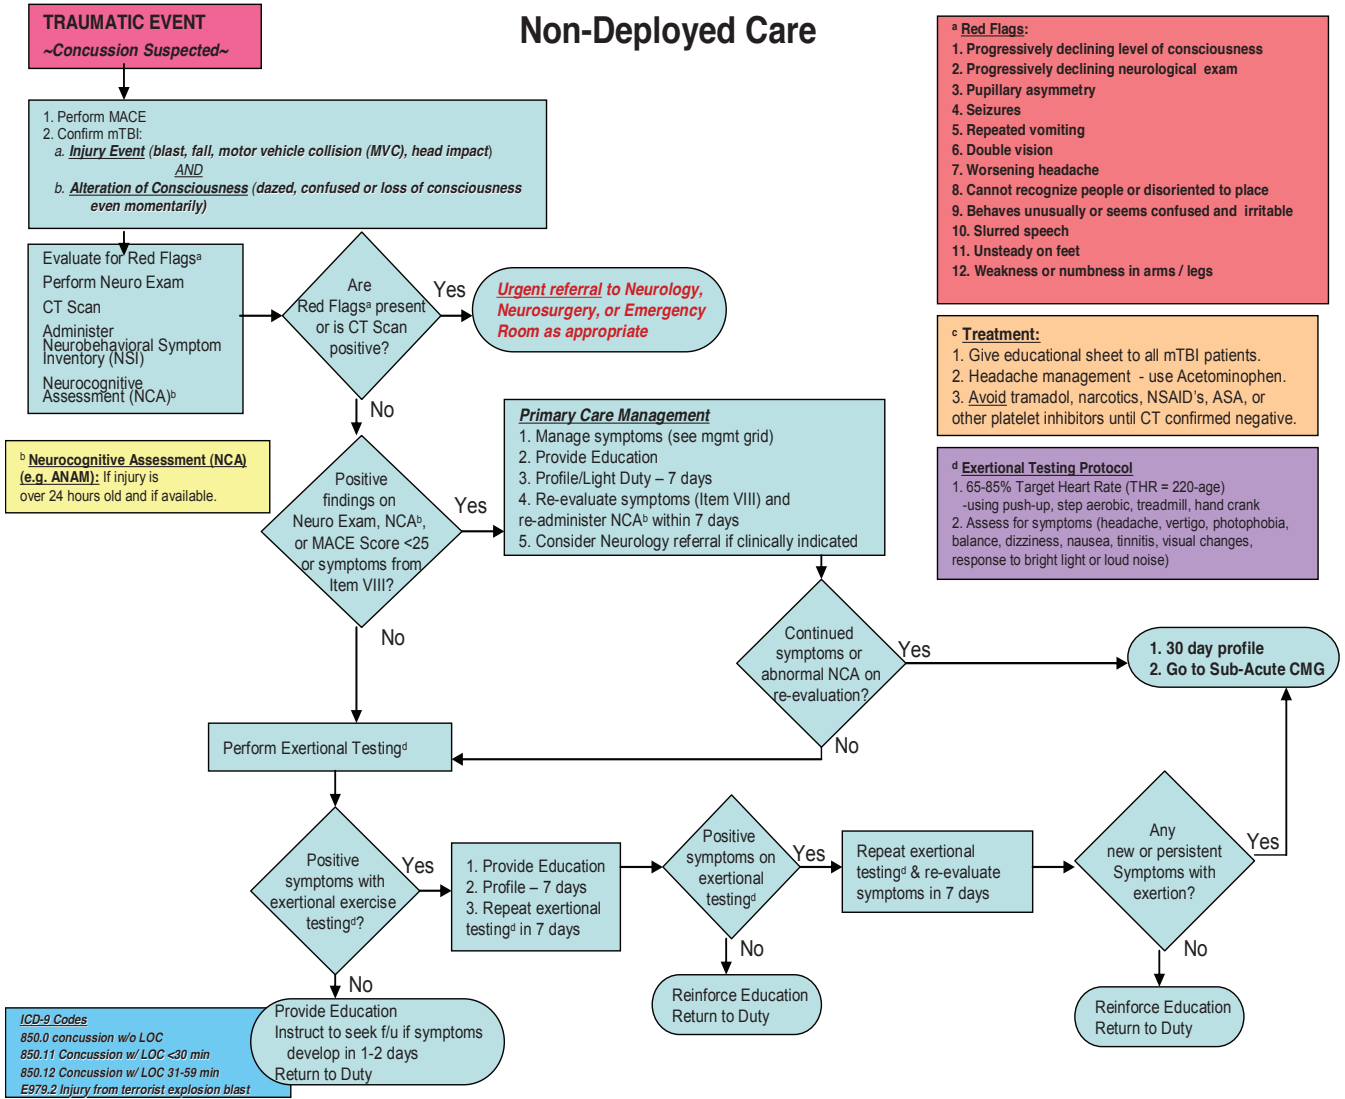 Non-Deployed Care
TRAUMATIC EVENT
~Concussion Suspected~
1. Perform MACE
2. Confirm mTBI:
a. Injury Event (blast, fall, motor vehicle collision (MVC), head impact)
AND
b. Alteration of Consciousness (dazed, confused or loss of consciousness
even momentarily)
Evaluate for Red Flagsᵃ
Perform Neuro Exam
CT Scan
Administer
Neurobehavioral Symptom
Inventory (NSI)
Neurocognitive
Assessment (NCA)ᵇ
Are
Red Flagsᵃ present
or is CT Scan
positive?
Yes
Urgent referral to Neurology,
Neurosurgery, or Emergency
Room as appropriate
No
ᵃ Red Flags:
1. Progressively declining level of consciousness
2. Progressively declining neurological exam
3. Pupillary asymmetry
4. Seizures
5. Repeated vomiting
6. Double vision
7. Worsening headache
8. Cannot recognize people or disoriented to place
9. Behaves unusually or seems confused and irritable
10. Slurred speech
11. Unsteady on feet
12. Weakness or numbness in arms / legs
ᶜ Treatment:
1. Give educational sheet to all mTBI patients.
2. Headache management - use Acetominophen.
3. Avoid tramadol, narcotics, NSAID's, ASA, or
other platelet inhibitors until CT confirmed negative.
ᵇ Neurocognitive Assessment (NCA)
(e.g. ANAM): If injury is
over 24 hours old and if available.
Positive
findings on
Neuro Exam, NCAᵇ,
or MACE Score <25
or symptoms from
Item VIII?
Yes
No
Primary Care Management
1. Manage symptoms (see mgmt grid)
2. Provide Education
3. Profile/Light Duty – 7 days
4. Re-evaluate symptoms (Item VIII) and
re-administer NCAᵇ within 7 days
5. Consider Neurology referral if clinically indicated
ᵈ Exertional Testing Protocol
1. 65-85% Target Heart Rate (THR = 220-age)
-using push-up, step aerobic, treadmill, hand crank
2. Assess for symptoms (headache, vertigo, photophobia,
balance, dizziness, nausea, tinnitis, visual changes,
response to bright light or loud noise)
Continued
symptoms or
abnormal NCA on
re-evaluation?
Yes
No
1. 30 day profile
2. Go to Sub-Acute CMG
Perform Exertional Testingᵈ
Positive
symptoms with
exertional exercise
testingᵈ?
Yes
No
1. Provide Education
2. Profile – 7 days
3. Repeat exertional
testingᵈ in 7 days
Positive
symptoms on
exertional
testingᵈ
Yes
No
Repeat exertional
testingᵈ & re-evaluate
symptoms in 7 days
Any
new or persistent
Symptoms with
exertion?
Yes
No
Reinforce Education
Return to Duty
Reinforce Education
Return to Duty
Provide Education
Instruct to seek f/u if symptoms
develop in 1-2 days
Return to Duty
ICD-9 Codes
850.0 concussion w/o LOC
850.11 Concussion w/ LOC <30 min
850.12 Concussion w/ LOC 31-59 min
E979.2 Injury from terrorist explosion blast